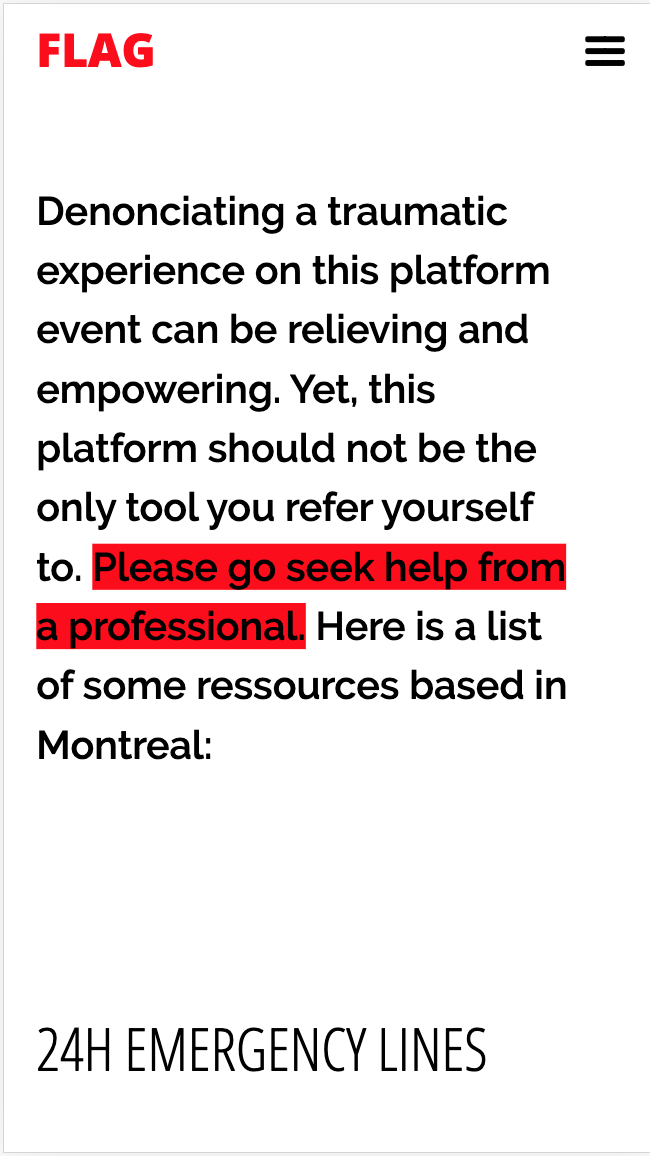 FLAG
Denonciating a traumatic
experience on this platform
event can be relieving and
empowering. Yet, this
platform should not be the
only tool you refer yourself
to. Please go seek help from
a professional. Here is a list
of some ressources based in
Montreal:
24H EMERGENCY LINES